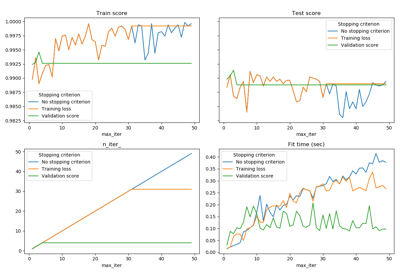 Train score
1.0000
0.9975
0.9950
0.9925
0.9900
0.9875
0.9850
0.9825
Stopping criterion
No stopping criterion
Training loss
Validation score
0 10 20 30 40 50
max_iter
Test score
Stopping criterion
No stopping criterion
Training loss
Validation score
0 10 20 30 40 50
max_iter
n_iter_
50
40
30
20
10
0
Stopping criterion
No stopping criterion
Training loss
Validation score
0 10 20 30 40 50
max_iter
Fit time (sec)
0.40
0.35
0.30
0.25
0.20
0.15
0.10
0.05
0.00
Stopping criterion
No stopping criterion
Training loss
Validation score
0 10 20 30 40 50
max_iter